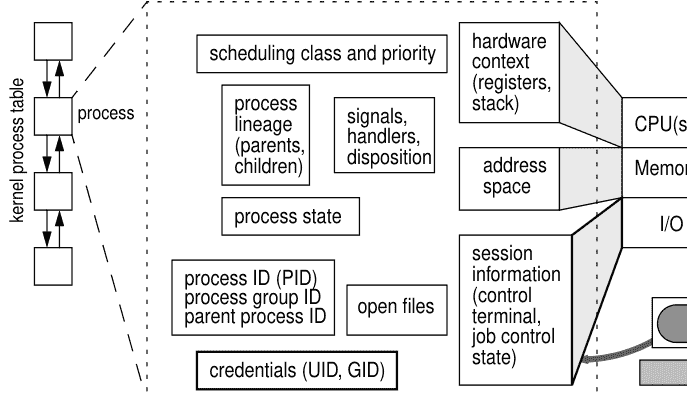 kernel process table
process
scheduling class and priority
process
lineage
(parents,
children)
signals,
handlers,
disposition
process state
process ID (PID)
process group ID
parent process ID
open files
credentials (UID, GID)
hardware
context
(registers,
stack)
address
space
session
information
(control
terminal,
job control
state)
CPU(s
Memor
I/O